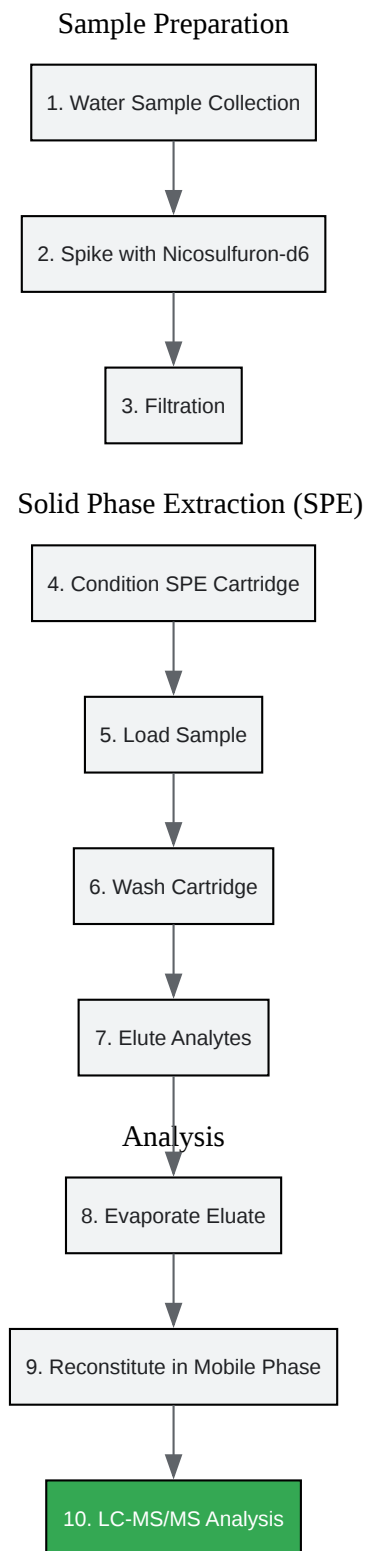 Sample Preparation
1. Water Sample Collection
2. Spike with Nicosulfuron-d6
3. Filtration
Solid Phase Extraction (SPE)
4. Condition SPE Cartridge
5. Load Sample
6. Wash Cartridge
7. Elute Analytes
Analysis
8. Evaporate Eluate
9. Reconstitute in Mobile Phase
10. LC-MS/MS Analysis